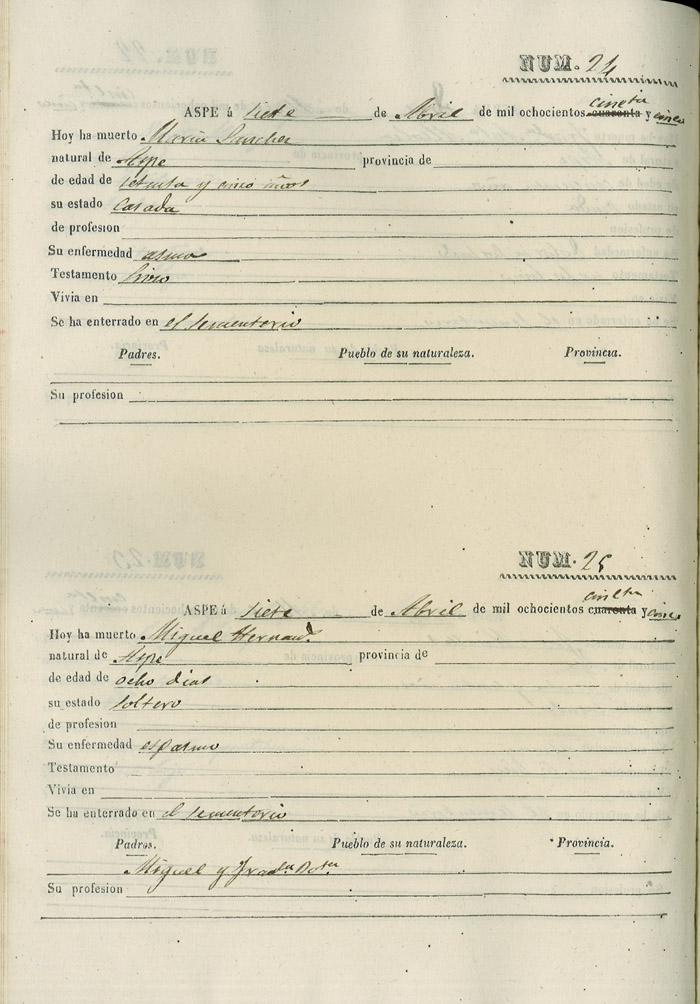 NUM. 24
ASPE á siete de Abril de mil ochocientos cuarenta y cinco
Hoy ha muerto Maria Sanches
natural de Aspe provincia de
de edad de setenta y cinco años
su estado Casada
de profesion
Su enfermedad asma
Testamento
Vivia en
Se ha enterrado en el sementerio
Padres. Pueblo de su naturaleza. Provincia.
Su profesion
NUM. 25
ASPE á siete de Abril de mil ochocientos cuarenta y cinco
Hoy ha muerto Miguel Hernand.
natural de Aspe provincia de
de edad de ocho dias
su estado soltero
de profesion
Su enfermedad espasmo
Testamento
Vivia en
Se ha enterrado en el sementerio
Padres. Pueblo de su naturaleza. Provincia.
Miguel y
Su profesion